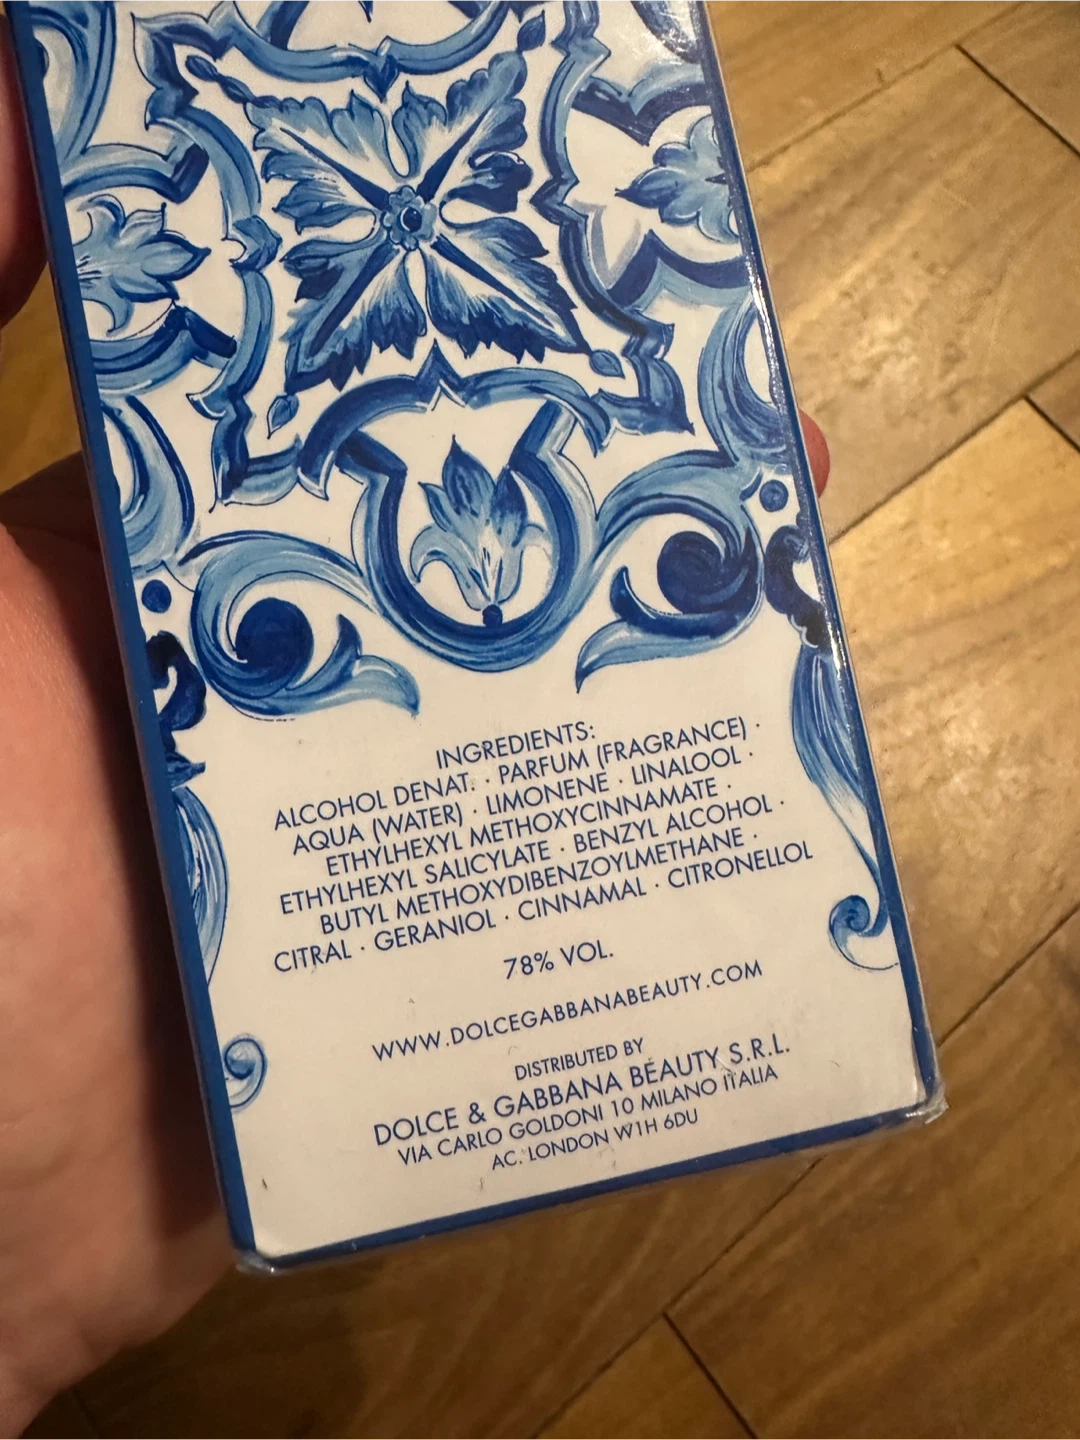 INGREDIENTS:
ALCOHOL DENAT. · PARFUM (FRAGRANCE) ·
AQUA (WATER) · LIMONENE · LINALOOL ·
ETHYLHEXYL METHOXYCINNAMATE ·
ETHYLHEXYL SALICYLATE · BENZYL ALCOHOL ·
BUTYL METHOXYDIBENZOYLMETHANE ·
CITRAL · GERANIOL · CINNAMAL · CITRONELLOL
78% VOL.
WWW.DOLCEGABBANABEAUTY.COM
DISTRIBUTED BY
DOLCE & GABBANA BEAUTY S.R.L.
VIA CARLO GOLDONI 10 MILANO ITALIA
AC. LONDON W1H 6DU